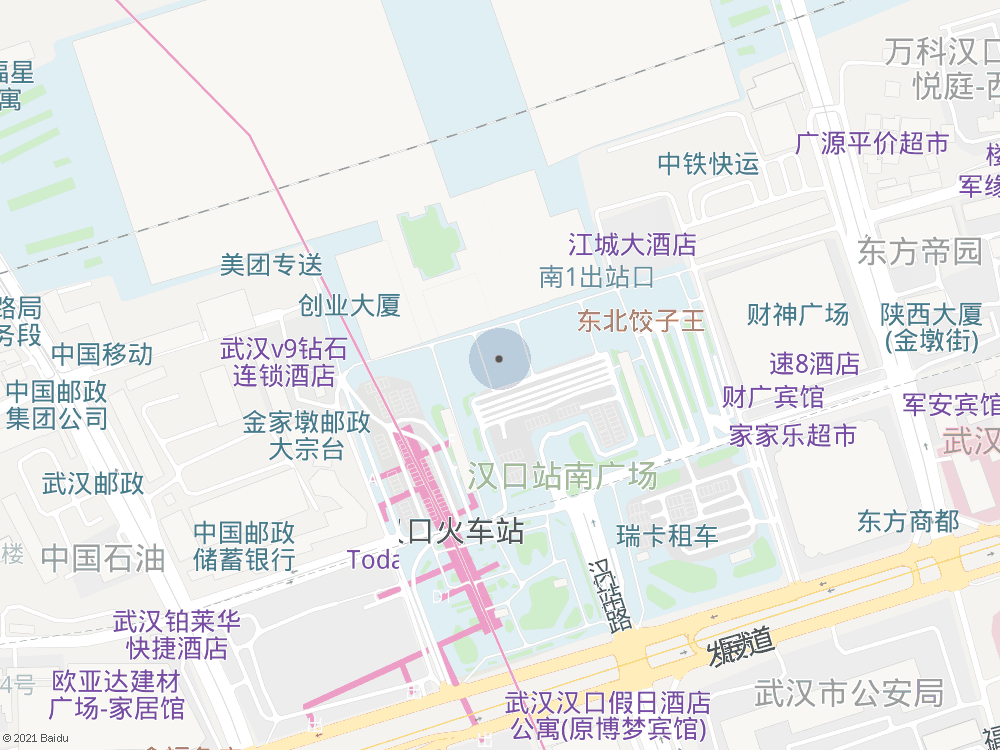 万科汉口
悦庭-西
福星
寓
广源平价超市
楼
军缘
中铁快运
江城大酒店
东方帝园
美团专送
南1出站口
创业大厦
东北饺子王
财神广场
陕西大厦
(金墩街)
路局
务段
中国移动
武汉v9钻石
连锁酒店
速8酒店
中国邮政
集团公司
财广宾馆
军安宾馆
金家墩邮政
大宗台
家家乐超市
武汉
武汉邮政
汉口站南广场
中国邮政
储蓄银行
口火车站
瑞卡租车
东方商都
楼
中国石油
Toda
汉口站路
武汉铂莱华
快捷酒店
发展大道
4号
欧亚达建材
广场-家居馆
武汉汉口假日酒店
公寓(原博梦宾馆)
武汉市公安局
福
© 2021 Baidu